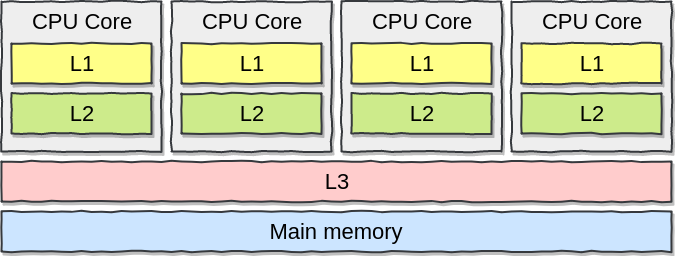 CPU Core CPU Core CPU Core CPU Core
L1 L1 L1 L1
L2 L2 L2 L2
L3
Main memory